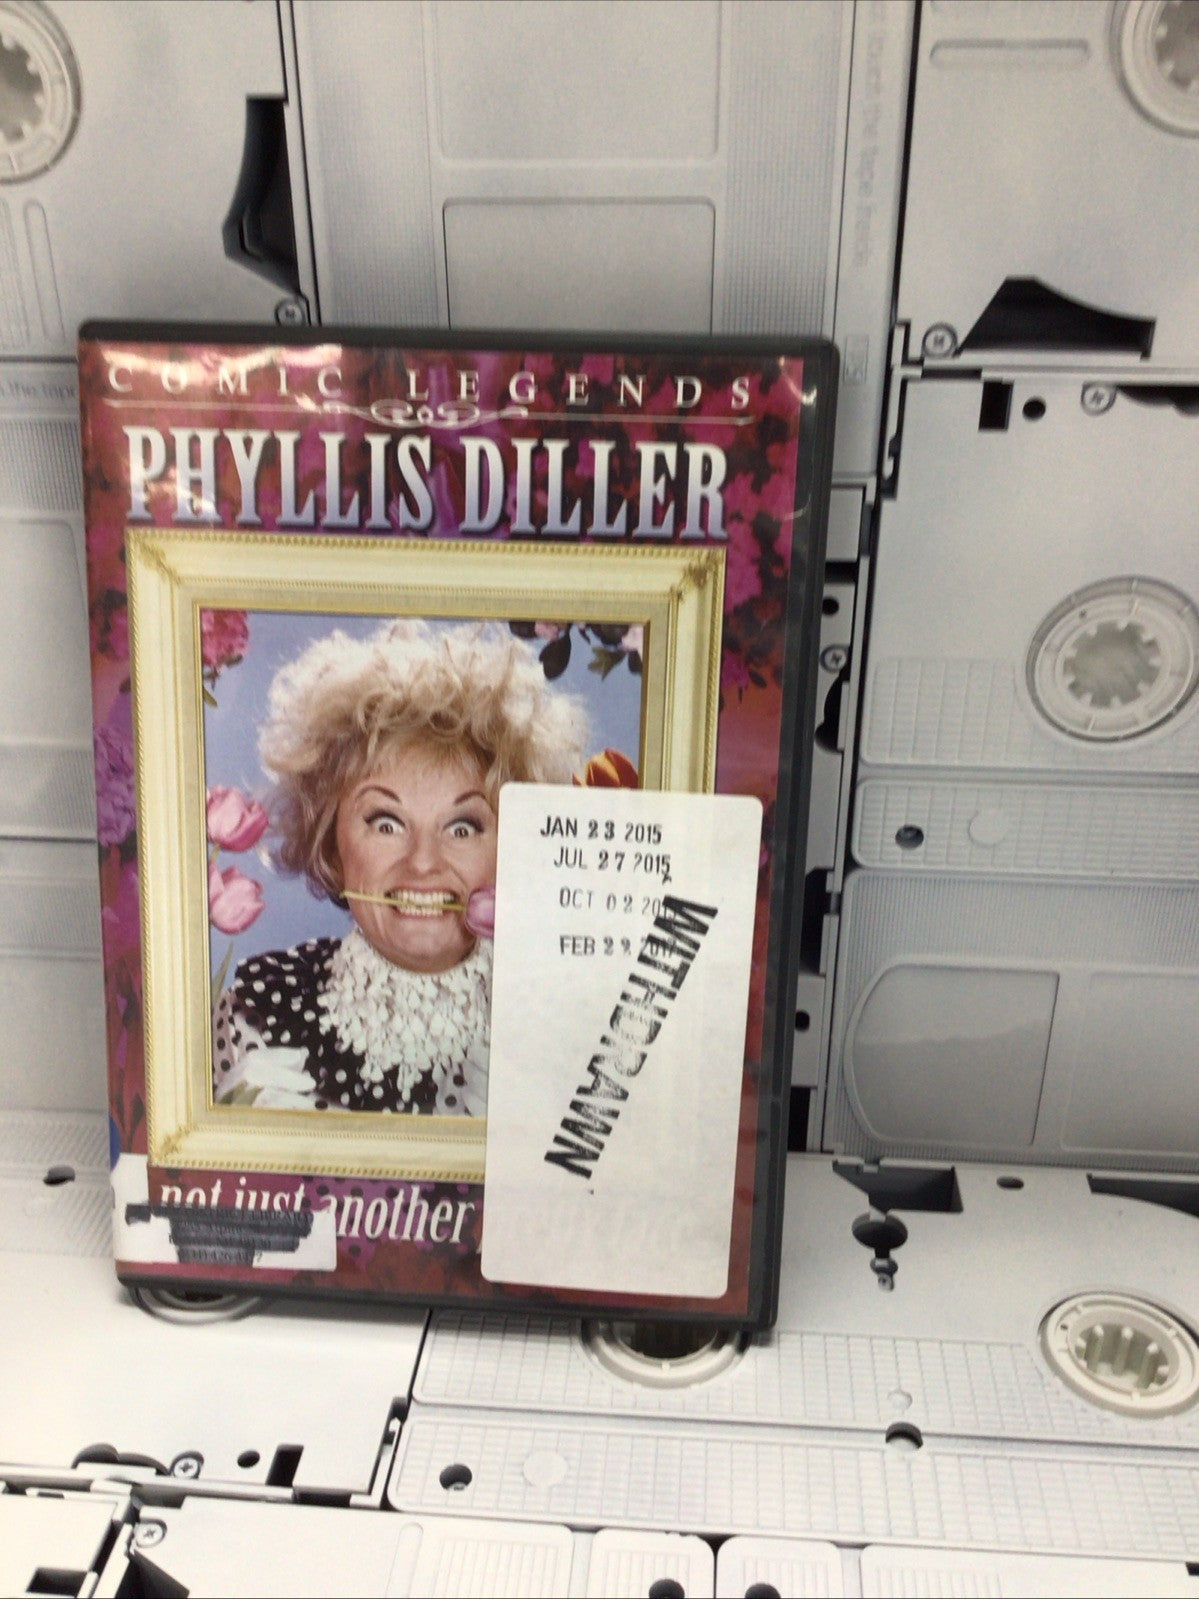 COMIC LEGENDS
PHYLLIS DILLER
JAN 23 2015
JUL 27 2015
OCT 02
FEB 29
WITHDRAWN
not just another